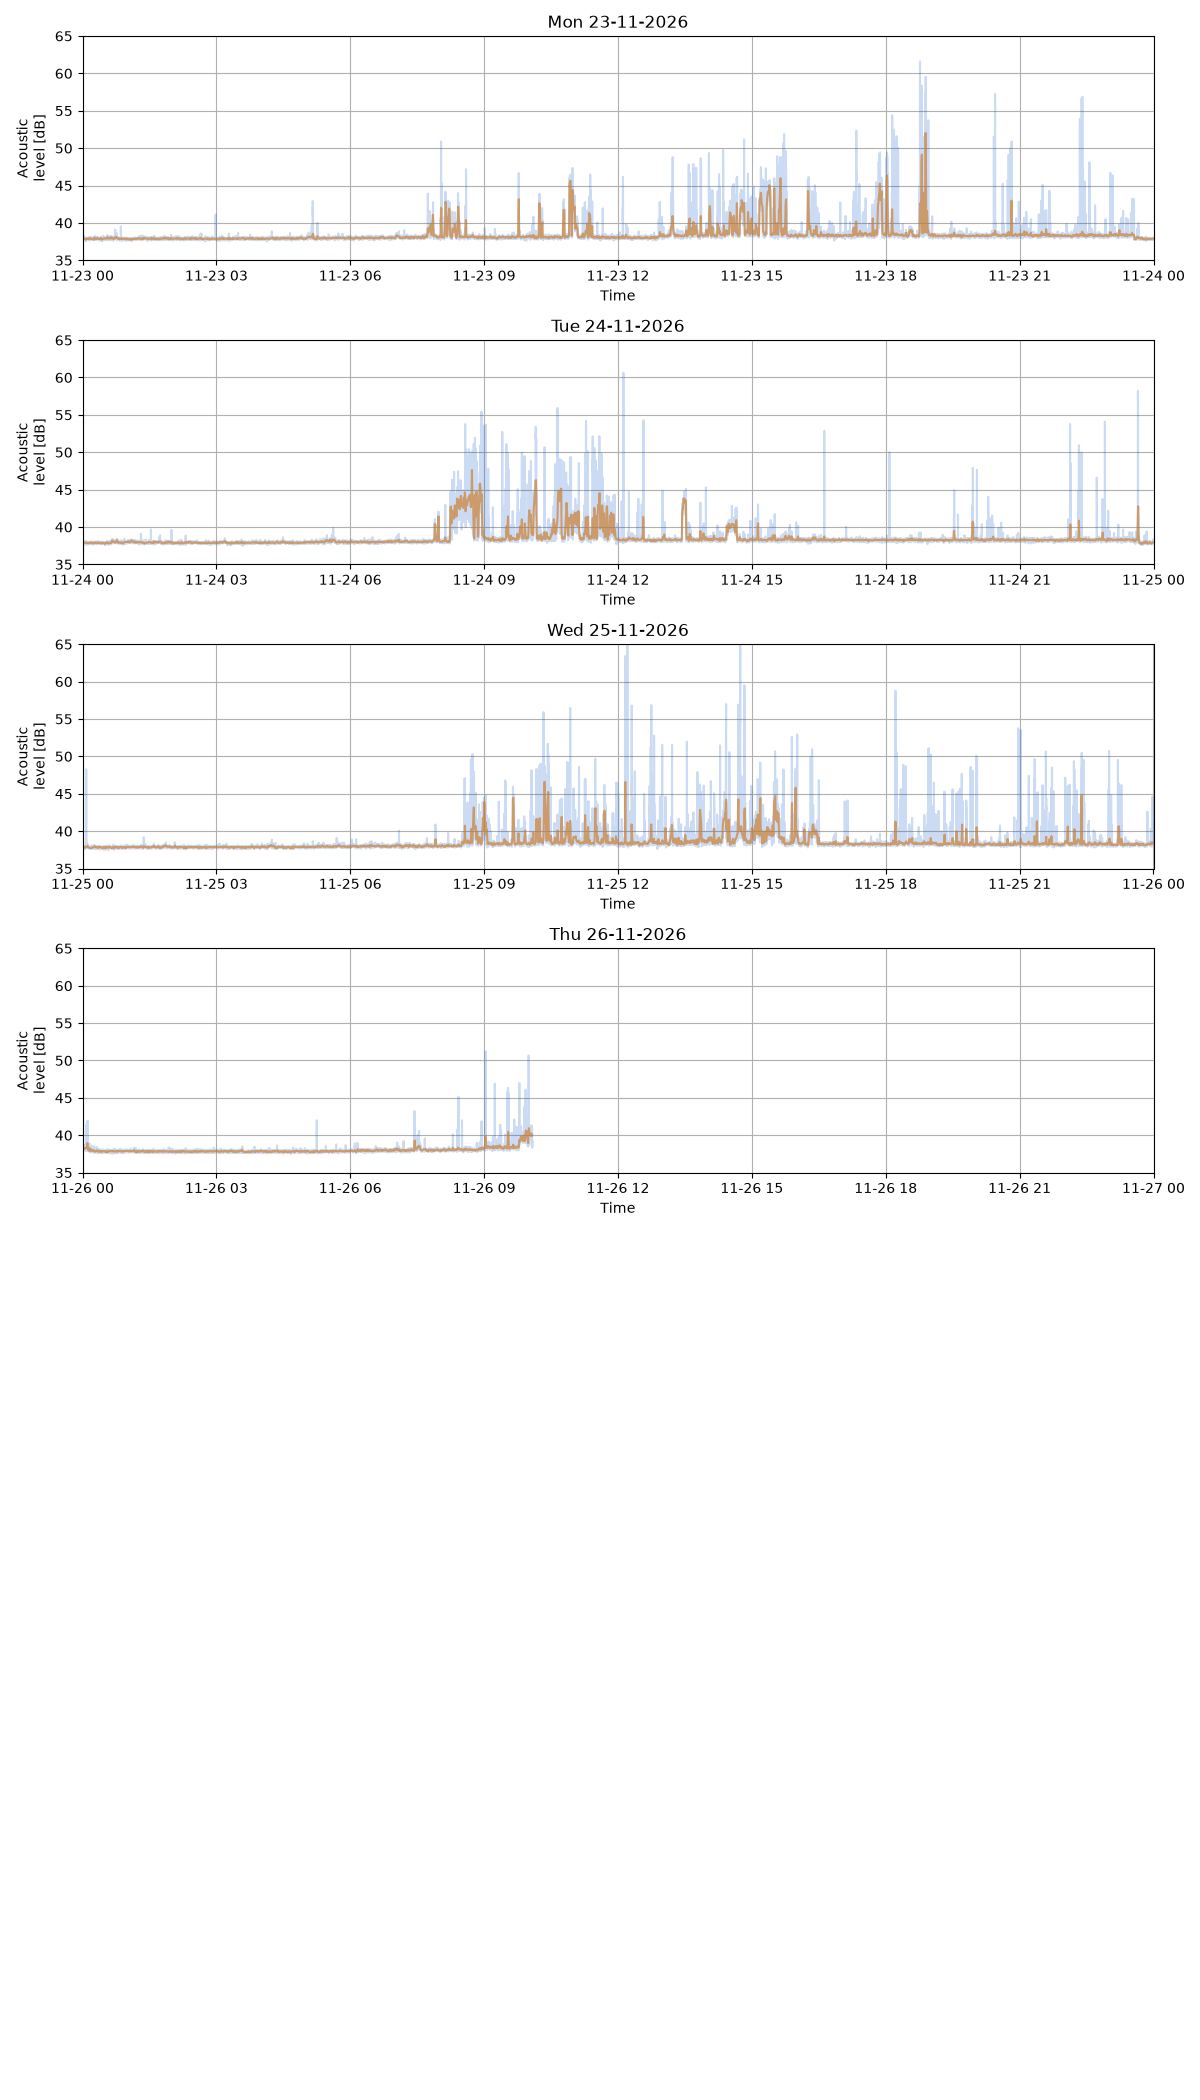 Mon 23-11-2026
65
60
55
50
45
40
35
Acoustic
level [dB]
11-23 00 11-23 03 11-23 06 11-23 09 11-23 12 11-23 15 11-23 18 11-23 21 11-24 00
Time
Tue 24-11-2026
65
60
55
50
45
40
35
Acoustic
level [dB]
11-24 00 11-24 03 11-24 06 11-24 09 11-24 12 11-24 15 11-24 18 11-24 21 11-25 00
Time
Wed 25-11-2026
65
60
55
50
45
40
35
Acoustic
level [dB]
11-25 00 11-25 03 11-25 06 11-25 09 11-25 12 11-25 15 11-25 18 11-25 21 11-26 00
Time
Thu 26-11-2026
65
60
55
50
45
40
35
Acoustic
level [dB]
11-26 00 11-26 03 11-26 06 11-26 09 11-26 12 11-26 15 11-26 18 11-26 21 11-27 00
Time